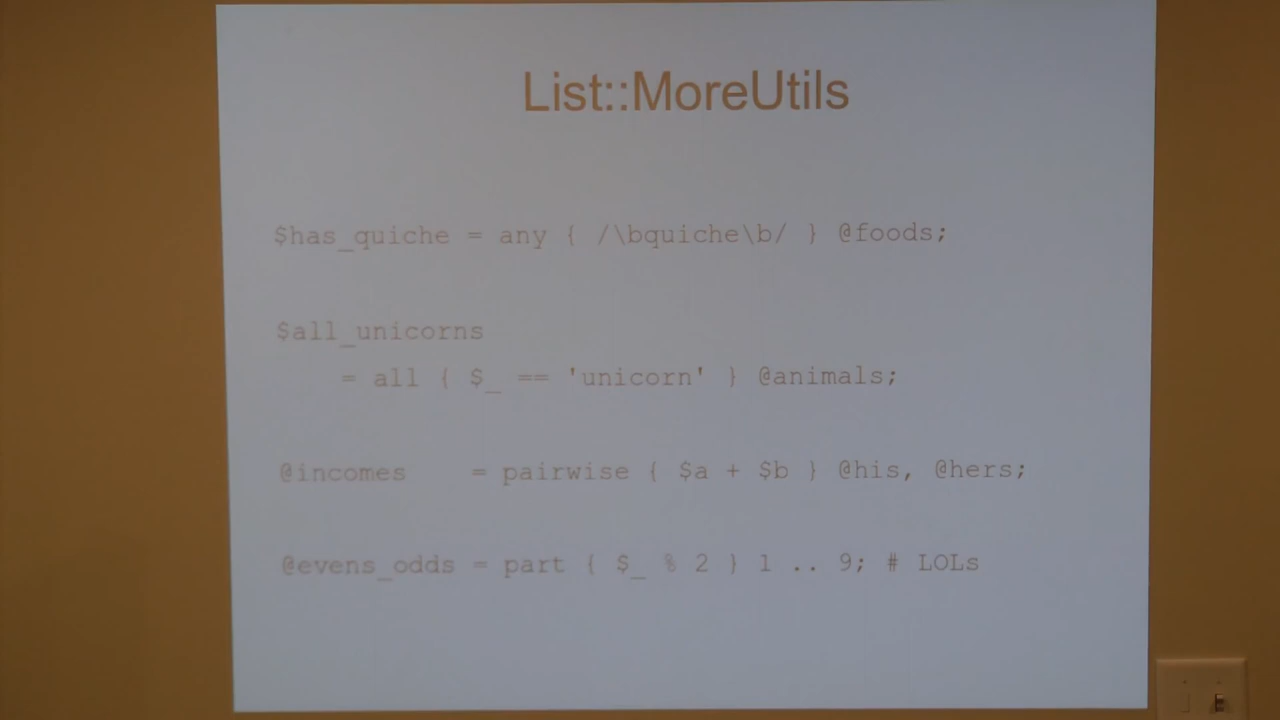 List::MoreUtils
$has_quiche = any { /\bquiche\b/ } @foods;
$all_unicorns
= all { $_ == 'unicorn' } @animals;
@incomes = pairwise { $a + $b } @his, @hers;
@evens_odds = part { $_ % 2 } 1 .. 9; # LOLs